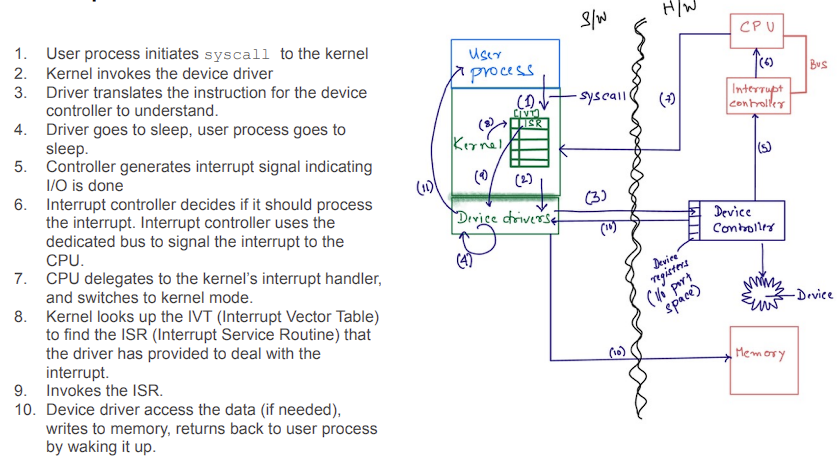 1. User process initiates syscall to the kernel
2. Kernel invokes the device driver
3. Driver translates the instruction for the device
controller to understand.
4. Driver goes to sleep, user process goes to
sleep.
5. Controller generates interrupt signal indicating
I/O is done
6. Interrupt controller decides if it should process
the interrupt. Interrupt controller uses the
dedicated bus to signal the interrupt to the
CPU.
7. CPU delegates to the kernel's interrupt handler,
and switches to kernel mode.
8. Kernel looks up the IVT (Interrupt Vector Table)
to find the ISR (Interrupt Service Routine) that
the driver has provided to deal with the
interrupt.
9. Invokes the ISR.
10. Device driver access the data (if needed),
writes to memory, returns back to user process
by waking it up.
S/W
H/W
User
process
(1)
syscall
IVT
ISR
(8)
Kernel
(9)
(2)
(11)
Device drivers
(4)
(3)
(10)
(10)
(7)
CPU
(6)
Bus
Interrupt
controller
(5)
Device
Controller
Device
registers
(I/o port
space)
Device
Memory